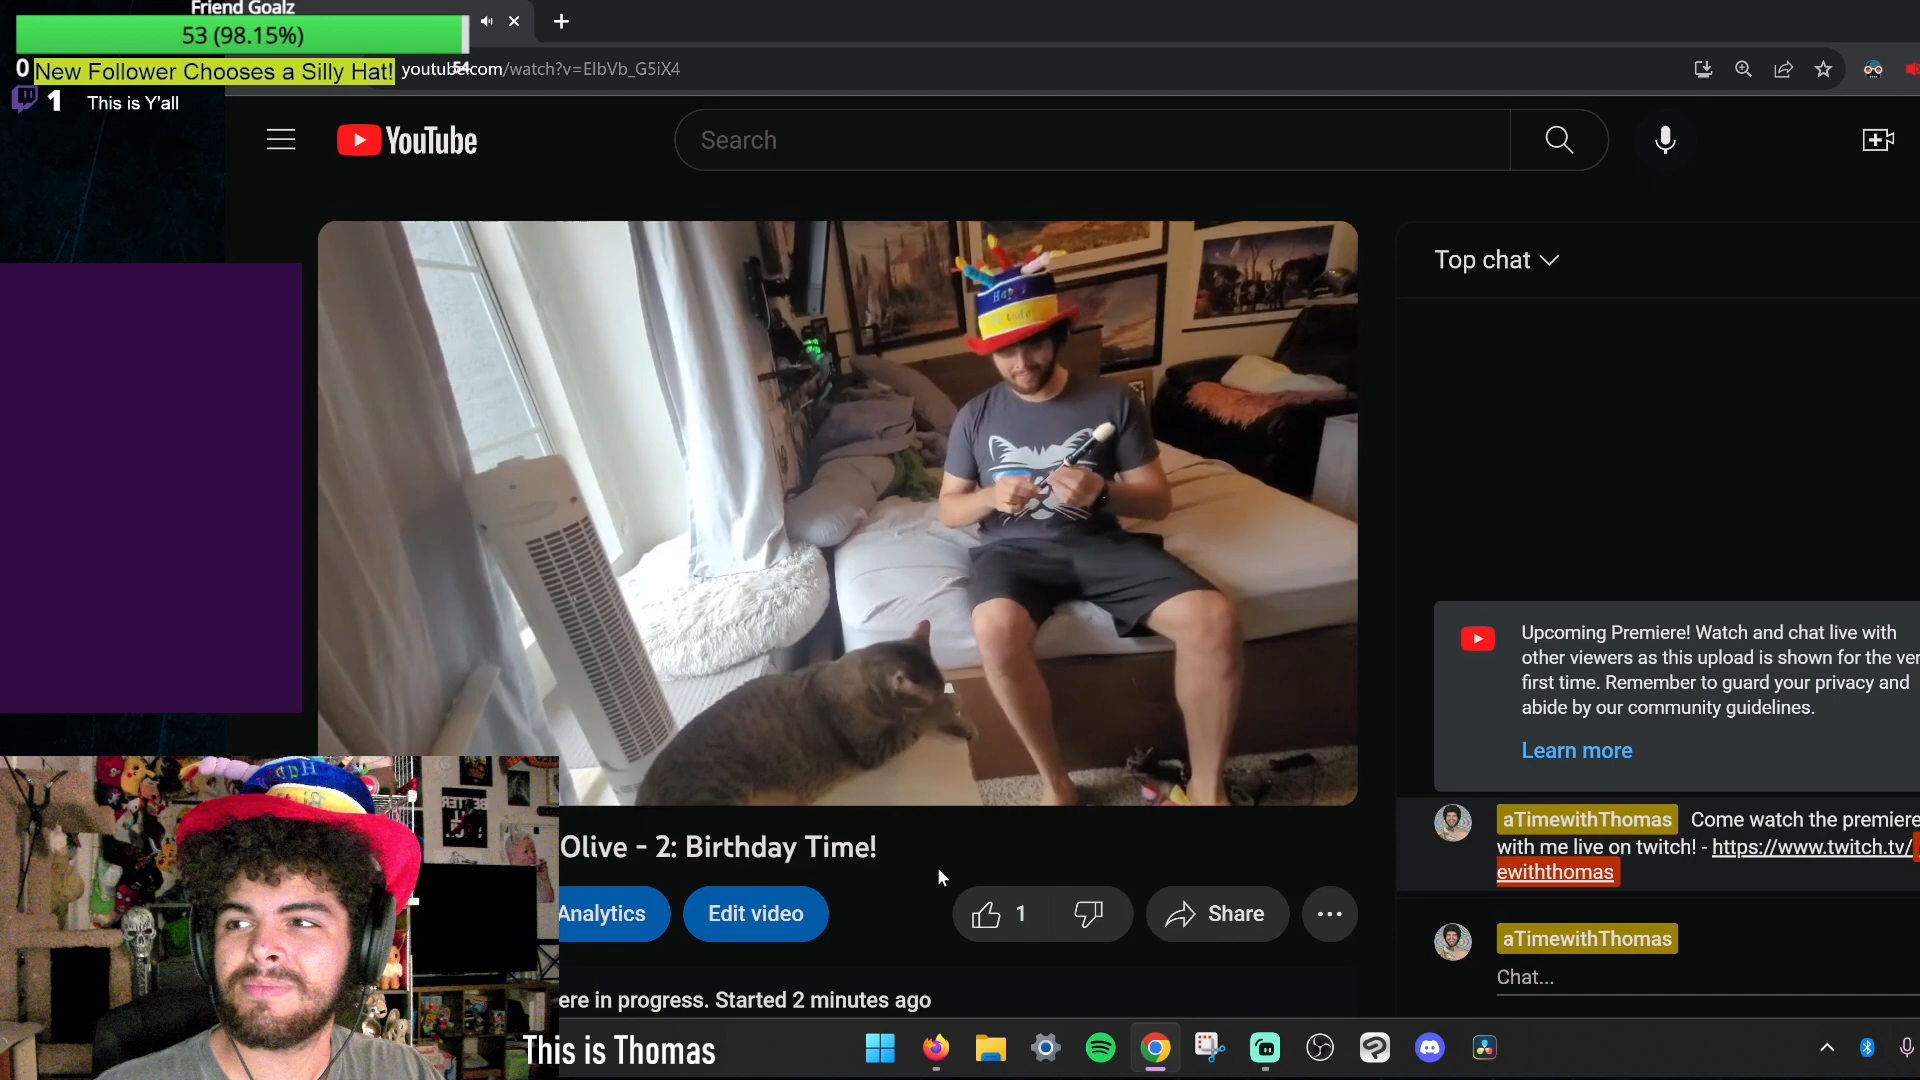 Friend Goalz
53 (98.15%)
0
54
New Follower Chooses a Silly Hat!
youtube.com/watch?v=EIbVb_G5iX4
1 This is Y'all
YouTube
Search
Top chat
Upcoming Premiere! Watch and chat live with
other viewers as this upload is shown for the ver
first time. Remember to guard your privacy and
abide by our community guidelines.
Learn more
aTimewithThomas Come watch the premiere
with me live on twitch! - https://www.twitch.tv/
ewiththomas
Olive - 2: Birthday Time!
Analytics
Edit video
1
Share
aTimewithThomas
Chat...
ere in progress. Started 2 minutes ago
This is Thomas